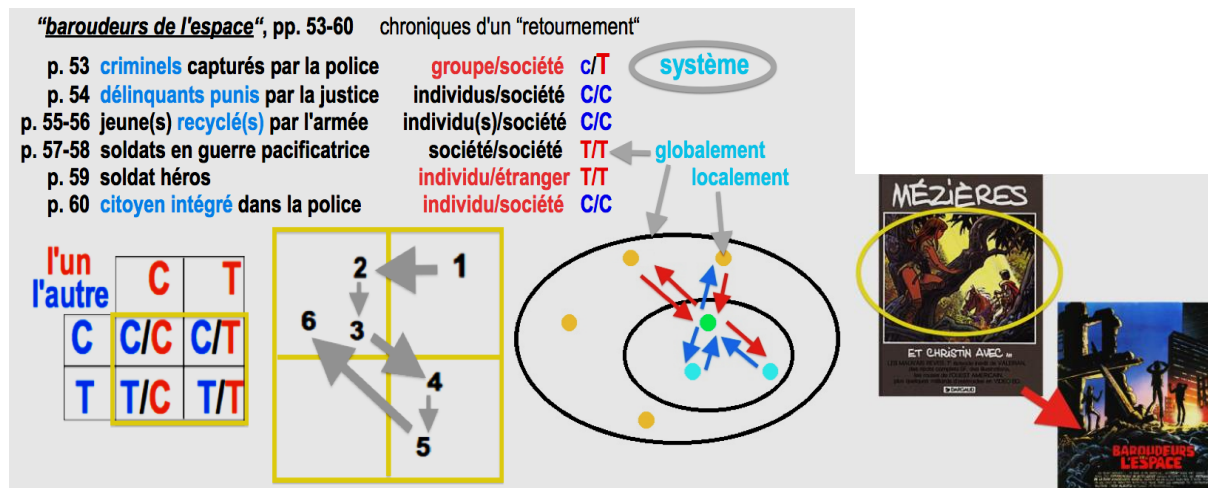 “baroudeurs de l'espace“, pp. 53-60 chroniques d'un “retournement“
p. 53 criminels capturés par la police groupe/société c/T système
p. 54 délinquants punis par la justice individus/société C/C
p. 55-56 jeune(s) recyclé(s) par l'armée individu(s)/société C/C
p. 57-58 soldats en guerre pacificatrice société/société T/T globalement
p. 59 soldat héros individu/étranger T/T localement
p. 60 citoyen intégré dans la police individu/société C/C
l'un
l'autre
C T
C C/C C/T
T T/C T/T
2 1
6 3
4
5
MÉZIÈRES
ET CHRiSTiN AVEC
DARGAUD
BAROUDEURS
L'ESPACE